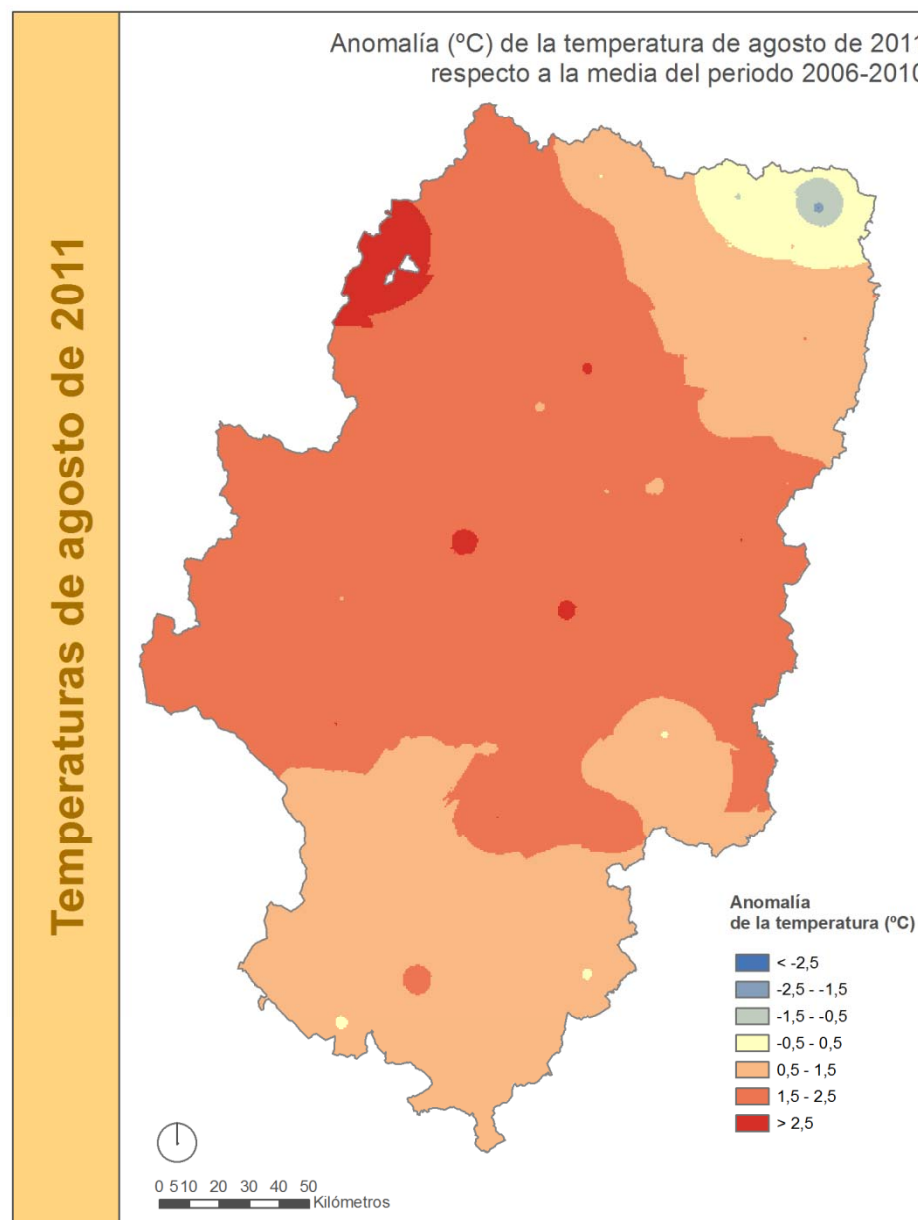 Temperaturas de agosto de 2011
Anomalía (ºC) de la temperatura de agosto de 2011
respecto a la media del periodo 2006-2010
Anomalía
de la temperatura (ºC)
< -2,5
-2,5 - -1,5
-1,5 - -0,5
-0,5 - 0,5
0,5 - 1,5
1,5 - 2,5
> 2,5
0 5 10 20 30 40 50
Kilómetros